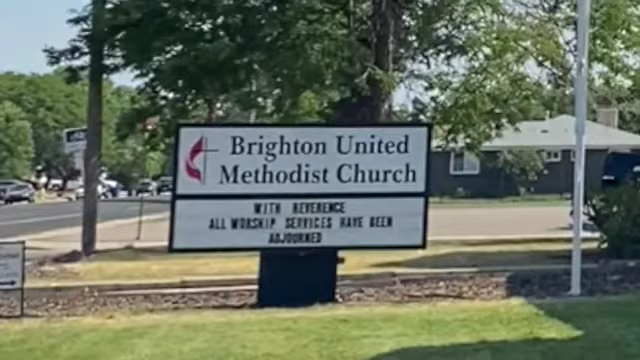 Brighton United
Methodist Church
WITH REVERENCE
ALL WORSHIP SERVICES HAVE BEEN
ADJOURNED